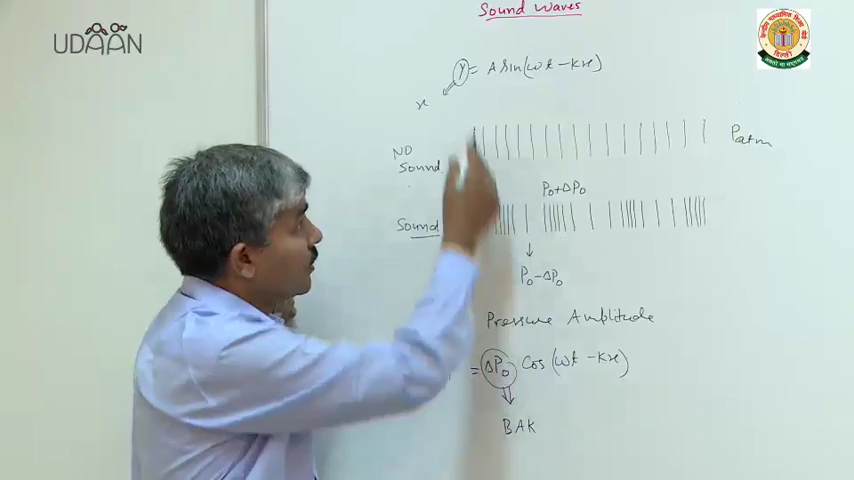 UDAAN
Sound Waves
Y = A sin(ωt - kx)
x
NO
Sound
Patm
P₀+ΔP₀
Sound
P₀-ΔP₀
Pressure Amplitude
= ΔP₀ Cos(ωt - kx)
BAK